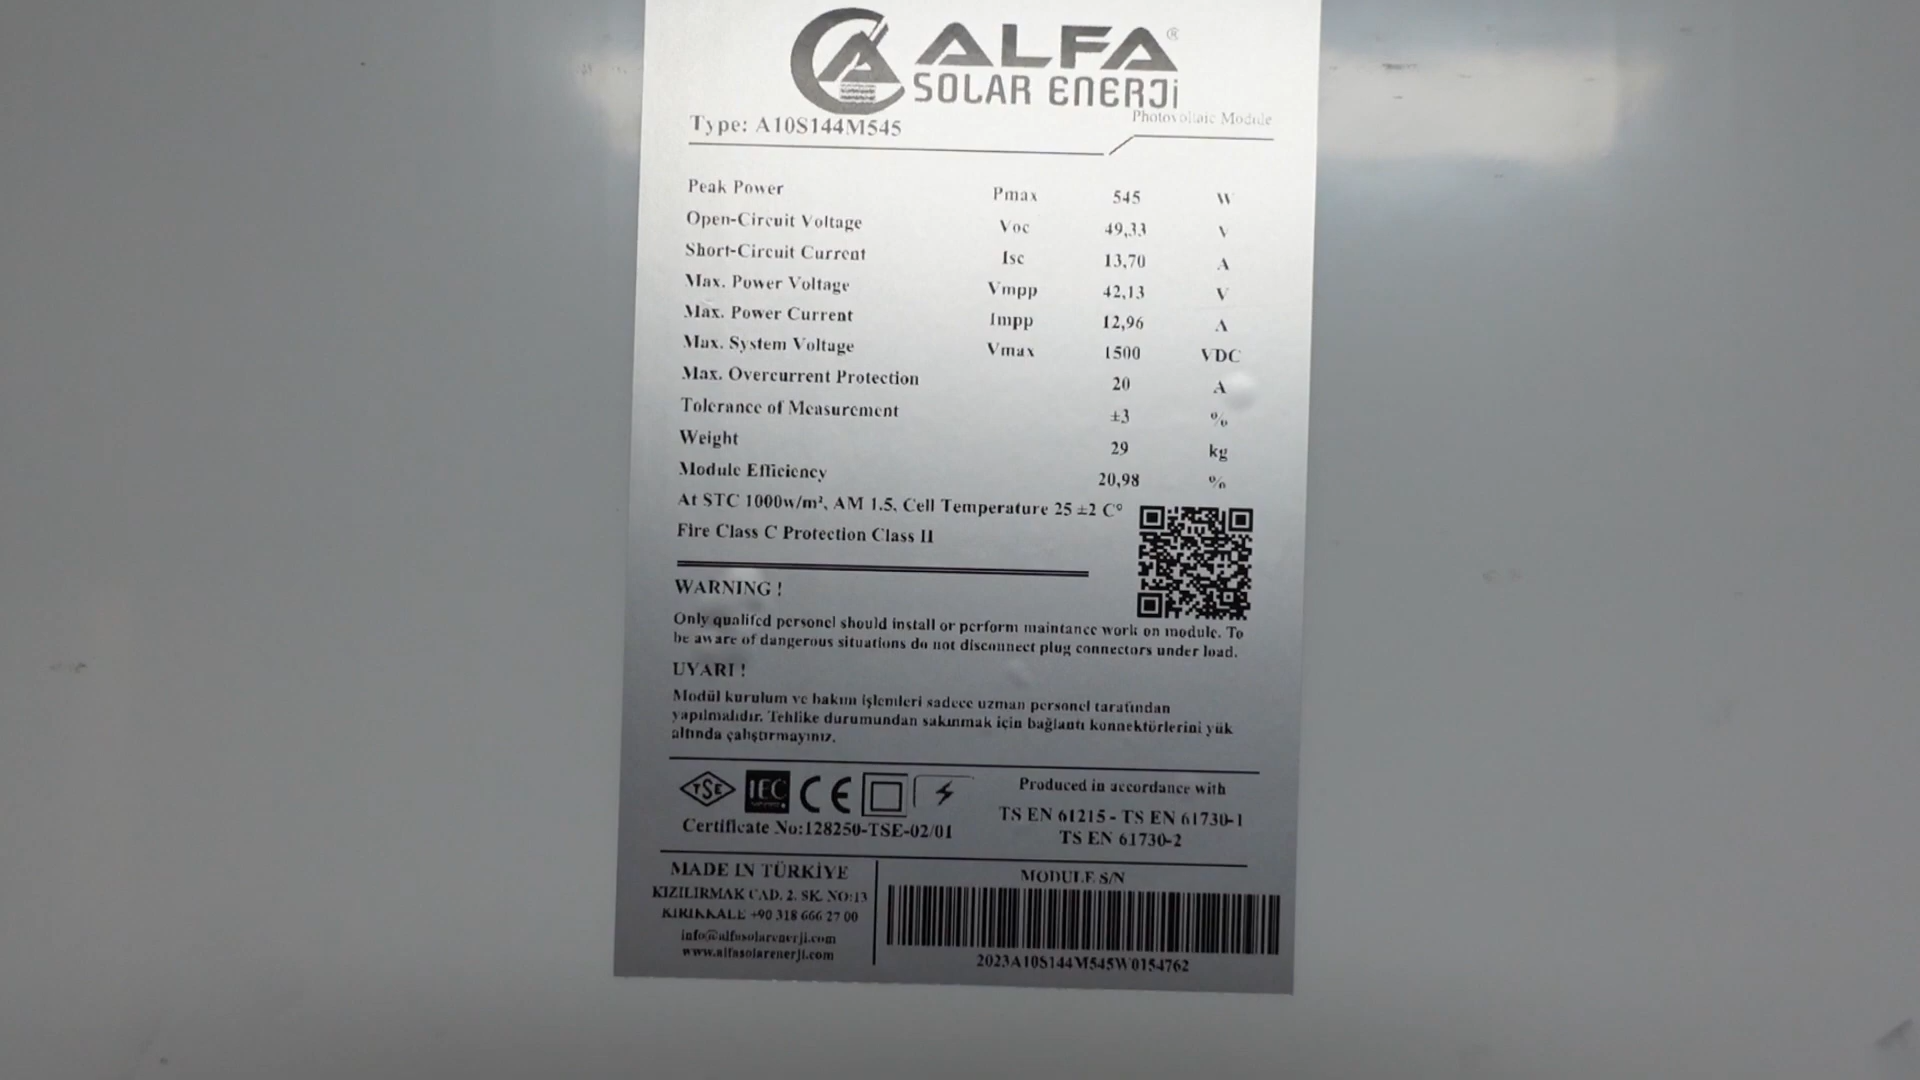 ALFA®
SOLAR ENERJi
Type: A10S144M545
Photovoltaic Module
Peak Power Pmax 545 W
Open-Circuit Voltage Voc 49,33 V
Short-Circuit Current Isc 13,70 A
Max. Power Voltage Vmpp 42,13 V
Max. Power Current Impp 12,96 A
Max. System Voltage Vmax 1500 VDC
Max. Overcurrent Protection 20 A
Tolerance of Measurement ±3 %
Weight 29 kg
Module Efficiency 20,98 %
At STC 1000w/m², AM 1.5, Cell Temperature 25 ±2 C°
Fire Class C Protection Class II
WARNING !
Only qualifed personel should install or perform maintance work on module. To
be aware of dangerous situations do not disconnect plug connectors under load.
UYARI !
Modül kurulum ve bakım işlemleri sadece uzman personel tarafından
yapılmalıdır. Tehlike durumundan sakınmak için bağlantı konnektörlerini yük
altında çalıştırmayınız.
TSE IEC CE
Certificate No:128250-TSE-02/01
Produced in accordance with
TS EN 61215 - TS EN 61730-1
TS EN 61730-2
MADE IN TÜRKİYE
KIZILIRMAK CAD. 2. SK. NO:13
KIRIKKALE +90 318 666 27 00
info@alfasolarenerji.com
www.alfasolarenerji.com
MODULE S/N
2023A10S144M545W0154762